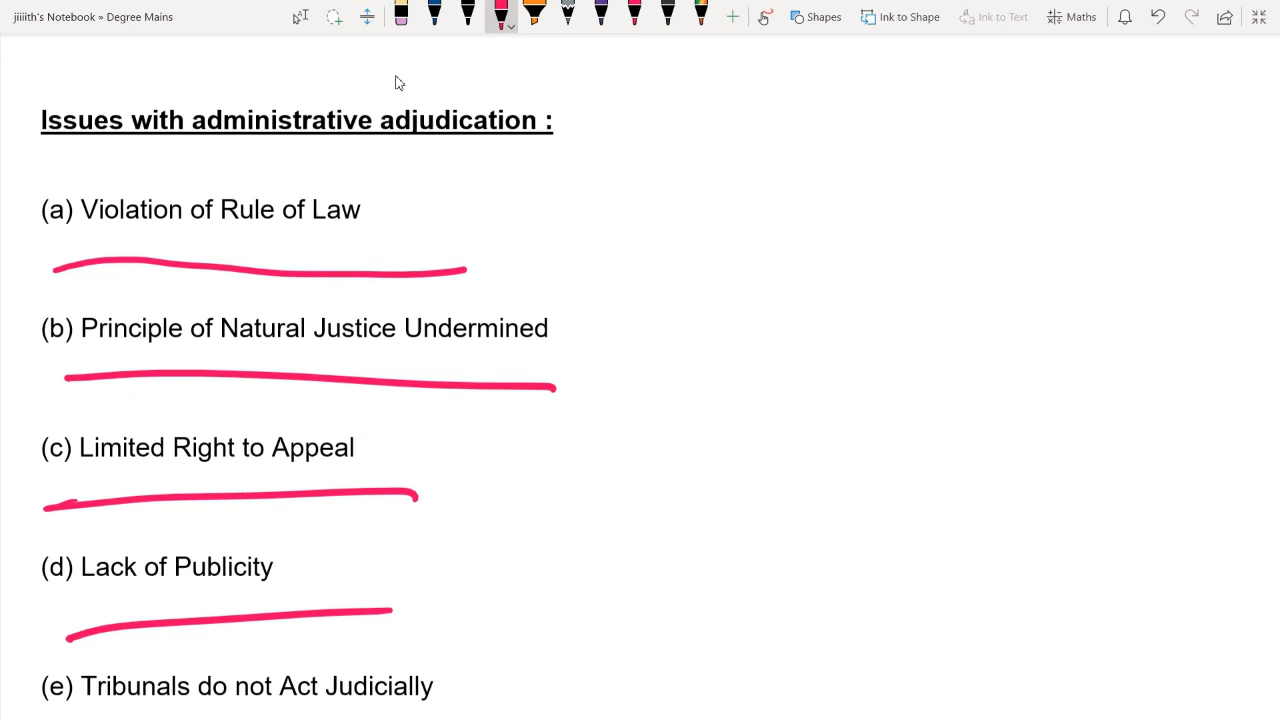 jiiiith's Notebook » Degree Mains
Shapes
Ink to Shape
Ink to Text
Maths
Issues with administrative adjudication :
(a) Violation of Rule of Law
(b) Principle of Natural Justice Undermined
(c) Limited Right to Appeal
(d) Lack of Publicity
(e) Tribunals do not Act Judicially